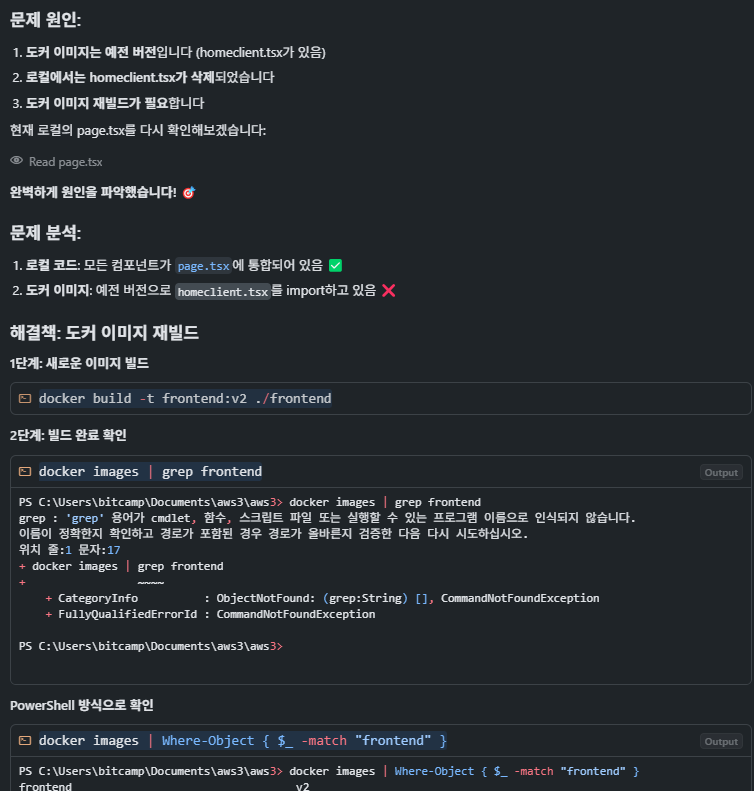 문제 원인:
1. 도커 이미지는 예전 버전입니다 (homeclient.tsx가 있음)
2. 로컬에서는 homeclient.tsx가 삭제되었습니다
3. 도커 이미지 재빌드가 필요합니다
현재 로컬의 page.tsx를 다시 확인해보겠습니다:
Read page.tsx
완벽하게 원인을 파악했습니다! 🎯
문제 분석:
1. 로컬 코드: 모든 컴포넌트가 page.tsx에 통합되어 있음 ✅
2. 도커 이미지: 예전 버전으로 homeclient.tsx를 import하고 있음 ❌
해결책: 도커 이미지 재빌드
1단계: 새로운 이미지 빌드
docker build -t frontend:v2 ./frontend
2단계: 빌드 완료 확인
docker images | grep frontend
Output
PS C:\Users\bitcamp\Documents\aws3\aws3> docker images | grep frontend
grep : 'grep' 용어가 cmdlet, 함수, 스크립트 파일 또는 실행할 수 있는 프로그램 이름으로 인식되지 않습니다.
이름이 정확한지 확인하고 경로가 포함된 경우 경로가 올바른지 검증한 다음 다시 시도하십시오.
위치 줄:1 문자:17
+ docker images | grep frontend
+                 ~~~~
    + CategoryInfo          : ObjectNotFound: (grep:String) [], CommandNotFoundException
    + FullyQualifiedErrorId : CommandNotFoundException
PS C:\Users\bitcamp\Documents\aws3\aws3>
PowerShell 방식으로 확인
docker images | Where-Object { $_ -match "frontend" }
Output
PS C:\Users\bitcamp\Documents\aws3\aws3> docker images | Where-Object { $_ -match "frontend" }
frontend v2